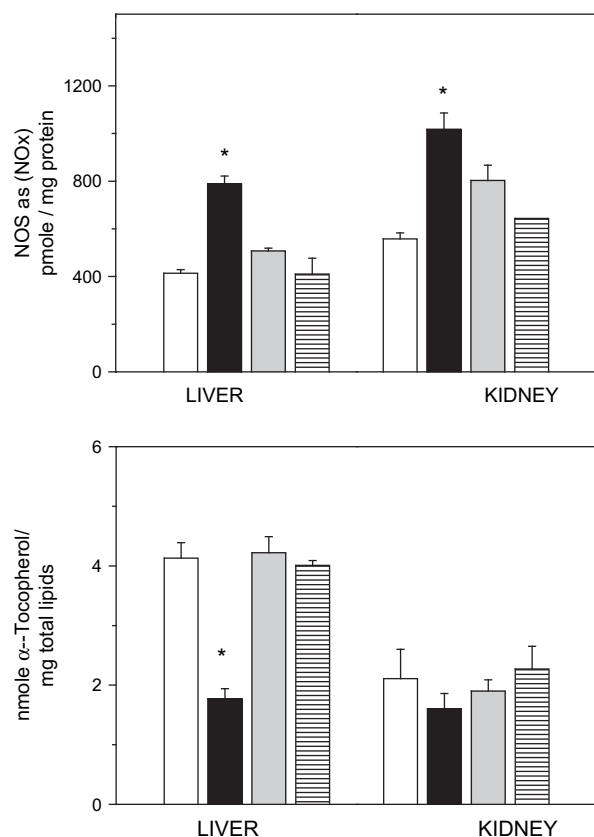 NOS as (NOx)
pmole / mg protein
1200
800
400
0
*
*
LIVER
KIDNEY
nmole α--Tocopherol/
mg total lipids
6
4
2
0
*
LIVER
KIDNEY